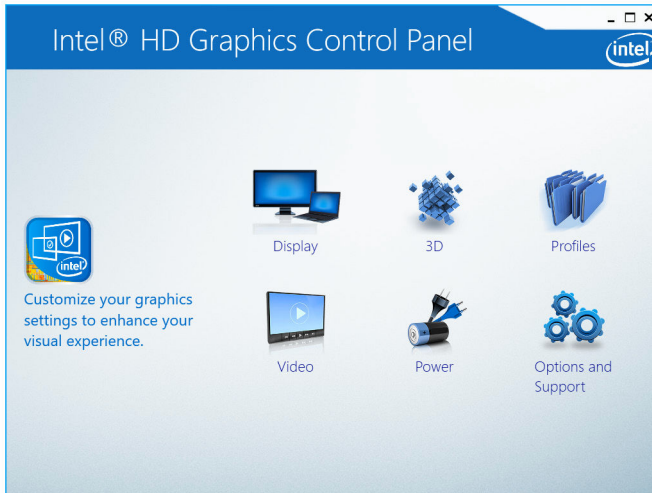 Intel® HD Graphics Control Panel
intel
Display
3D
Profiles
intel
Customize your graphics
settings to enhance your
visual experience.
Video
Power
Options and
Support